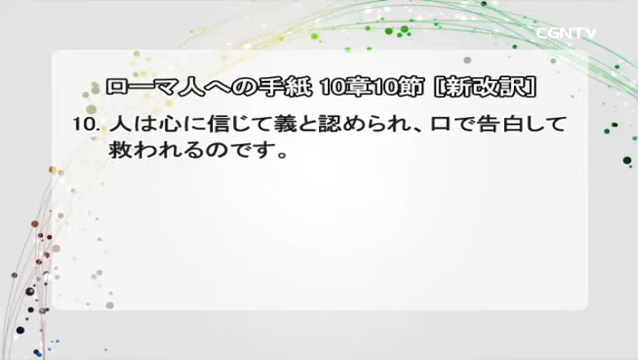 CGNTV
ローマ人への手紙 10章10節 [新改訳]
10. 人は心に信じて義と認められ、口で告白して
救われるのです。